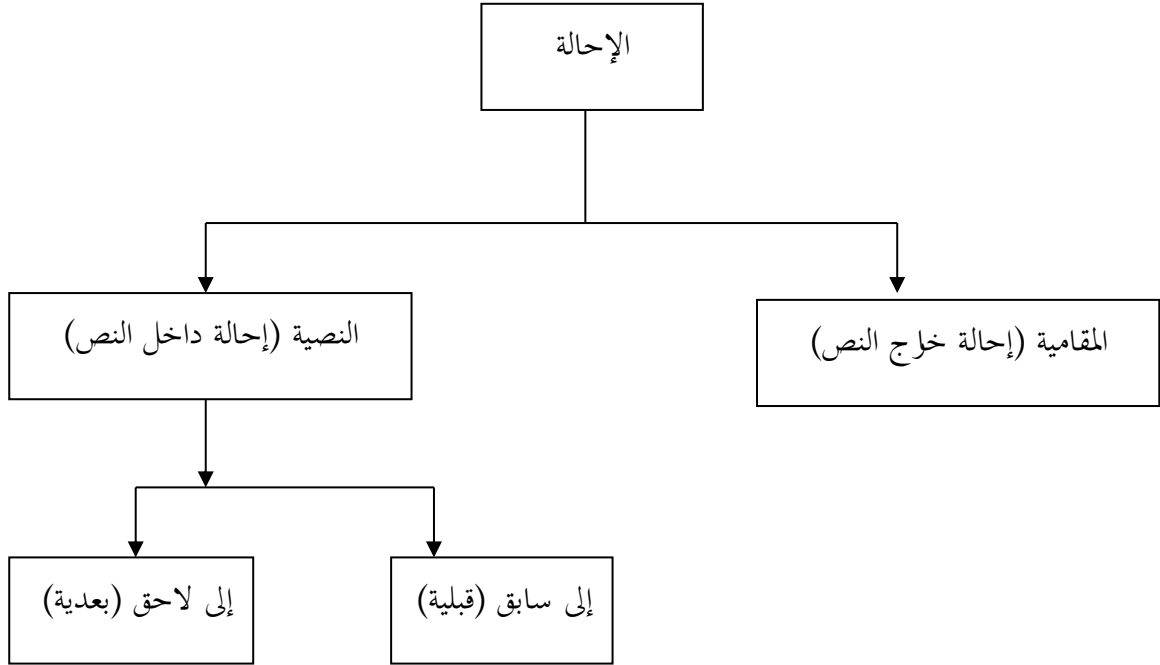 الإحالة
المقامية (إحالة خارج النص)
النصية (إحالة داخل النص)
إلى سابق (قبلية)
إلى لاحق (بعدية)